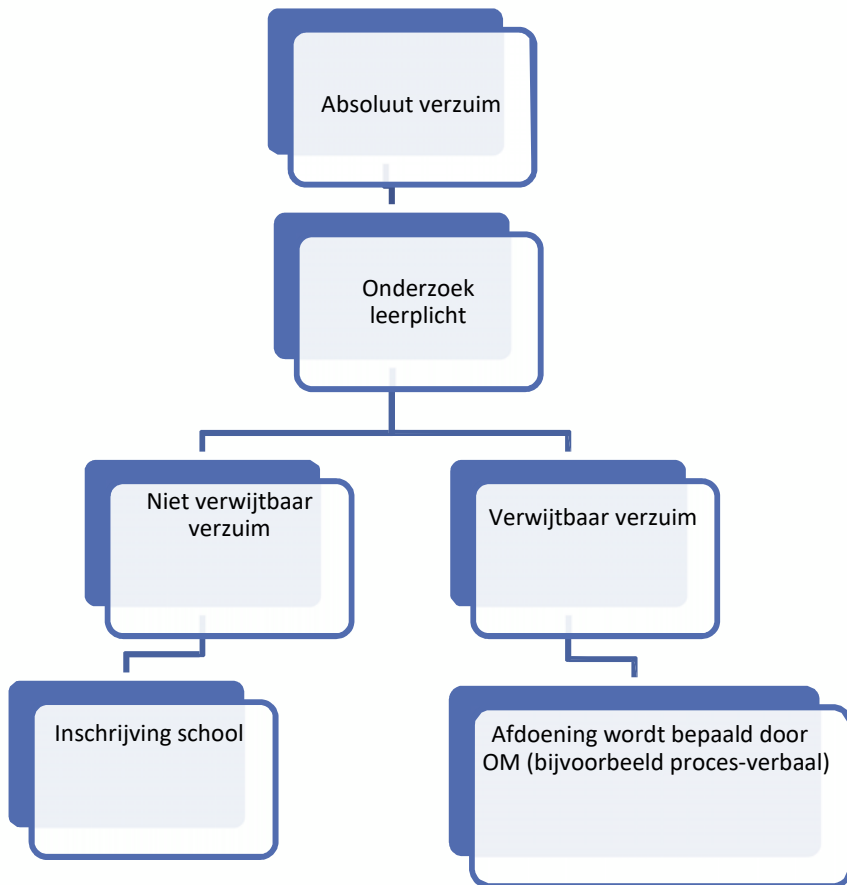 Absoluut verzuim
Onderzoek
leerplicht
Niet verwijtbaar
verzuim
Verwijtbaar verzuim
Inschrijving school
Afdoening wordt bepaald door
OM (bijvoorbeeld proces-verbaal)